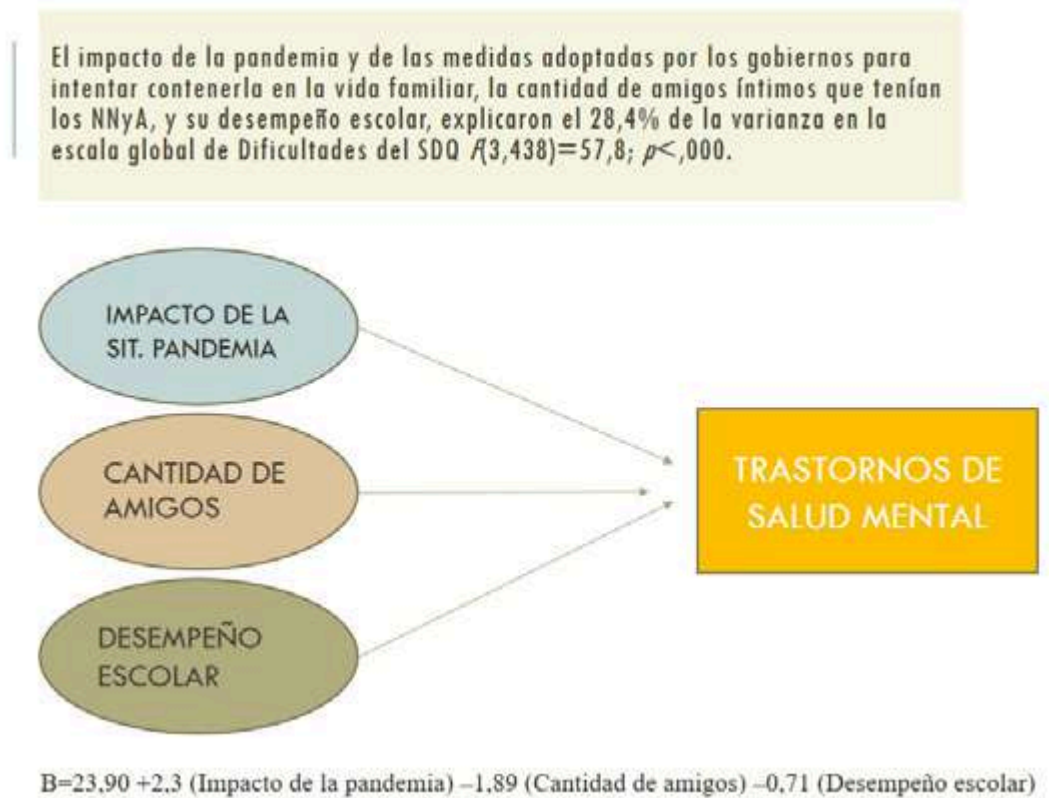 El impacto de la pandemia y de las medidas adoptadas por los gobiernos para
intentar contenerla en la vida familiar, la cantidad de amigos íntimos que tenían
los NNyA, y su desempeño escolar, explicaron el 28,4% de la varianza en la
escala global de Dificultades del SDQ F(3,438)=57,8; p<,000.
IMPACTO DE LA
SIT. PANDEMIA
CANTIDAD DE
AMIGOS
DESEMPEÑO
ESCOLAR
TRASTORNOS DE
SALUD MENTAL
B=23,90 +2,3 (Impacto de la pandemia) –1,89 (Cantidad de amigos) –0,71 (Desempeño escolar)